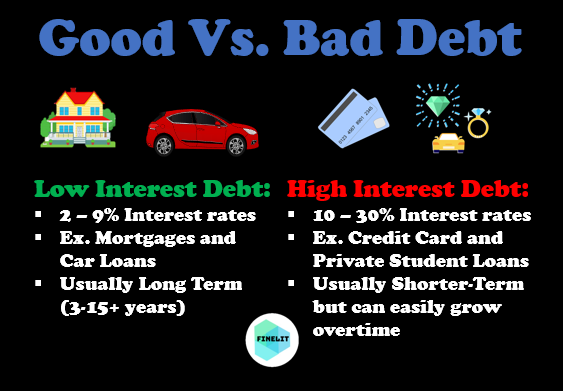 Good Vs. Bad Debt
Low Interest Debt:
▪ 2 – 9% Interest rates
▪ Ex. Mortgages and
Car Loans
▪ Usually Long Term
(3-15+ years)
High Interest Debt:
▪ 10 – 30% Interest rates
▪ Ex. Credit Card and
Private Student Loans
▪ Usually Shorter-Term
but can easily grow
overtime
FINELIT